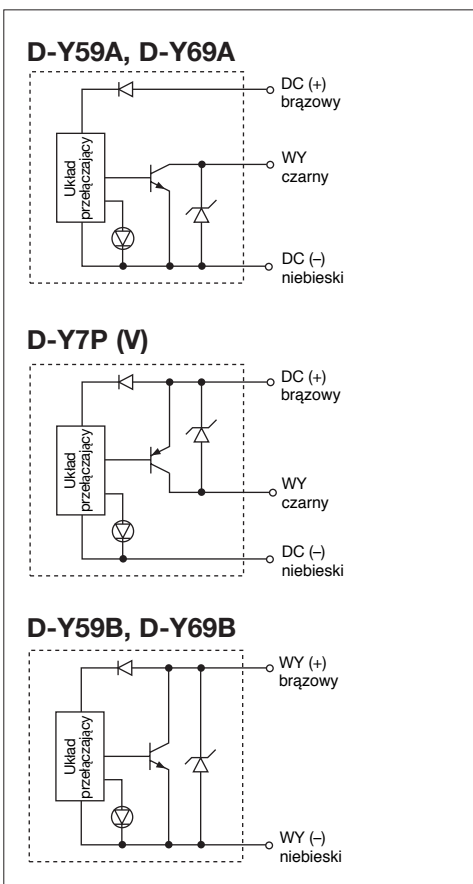 D-Y59A, D-Y69A
DC (+)
brązowy
Układ
przełączający
WY
czarny
DC (–)
niebieski
D-Y7P (V)
DC (+)
brązowy
Układ
przełączający
WY
czarny
DC (–)
niebieski
D-Y59B, D-Y69B
WY (+)
brązowy
Układ
przełączający
WY (–)
niebieski